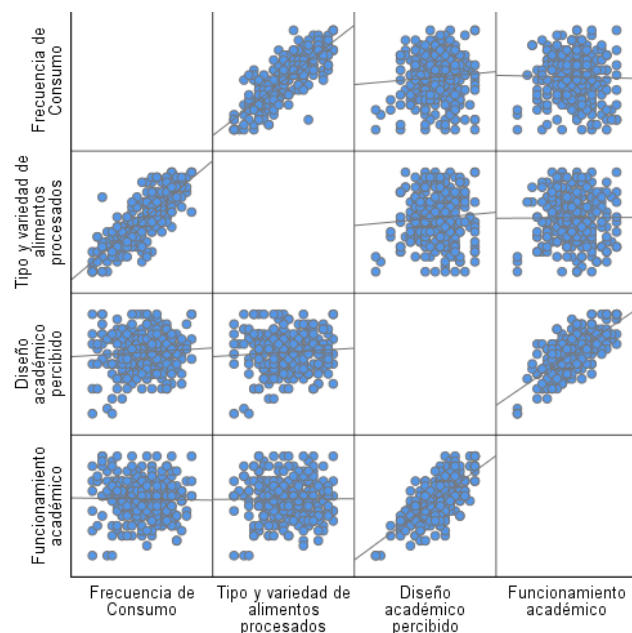 Frecuencia de
Consumo
Tipo y variedad de
alimentos
procesados
Diseño
académico
percibido
Funcionamiento
académico
Frecuencia de
Consumo
Tipo y variedad de
alimentos
procesados
Diseño
académico
percibido
Funcionamiento
académico